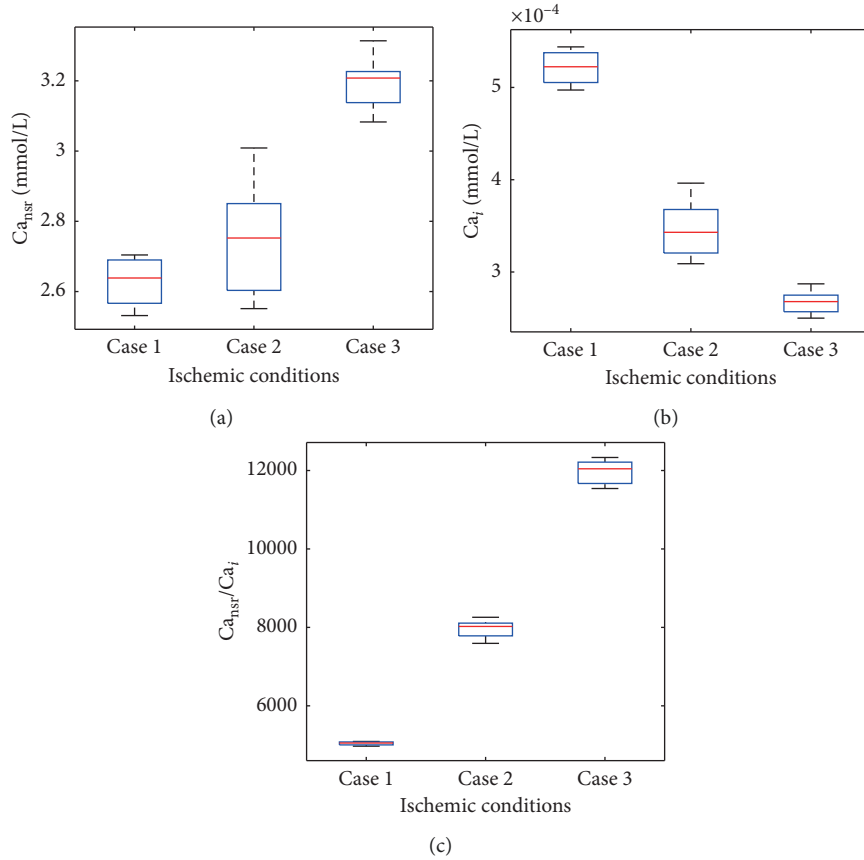 Ca_nsr (mmol/L)
3.2
3
2.8
2.6
Case 1 Case 2 Case 3
Ischemic conditions
(a)
×10⁻⁴
Ca_i (mmol/L)
5
4
3
Case 1 Case 2 Case 3
Ischemic conditions
(b)
Ca_nsr/Ca_i
12000
10000
8000
6000
Case 1 Case 2 Case 3
Ischemic conditions
(c)